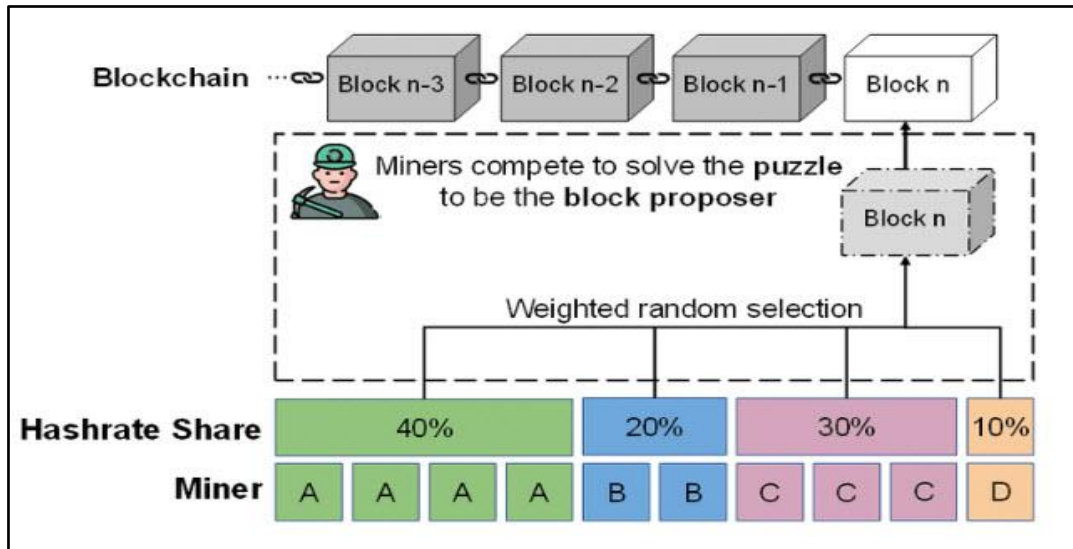 Blockchain ... Block n-3 Block n-2 Block n-1 Block n
Miners compete to solve the puzzle
to be the block proposer
Block n
Weighted random selection
Hashrate Share 40% 20% 30% 10%
Miner A A A A B B C C C D